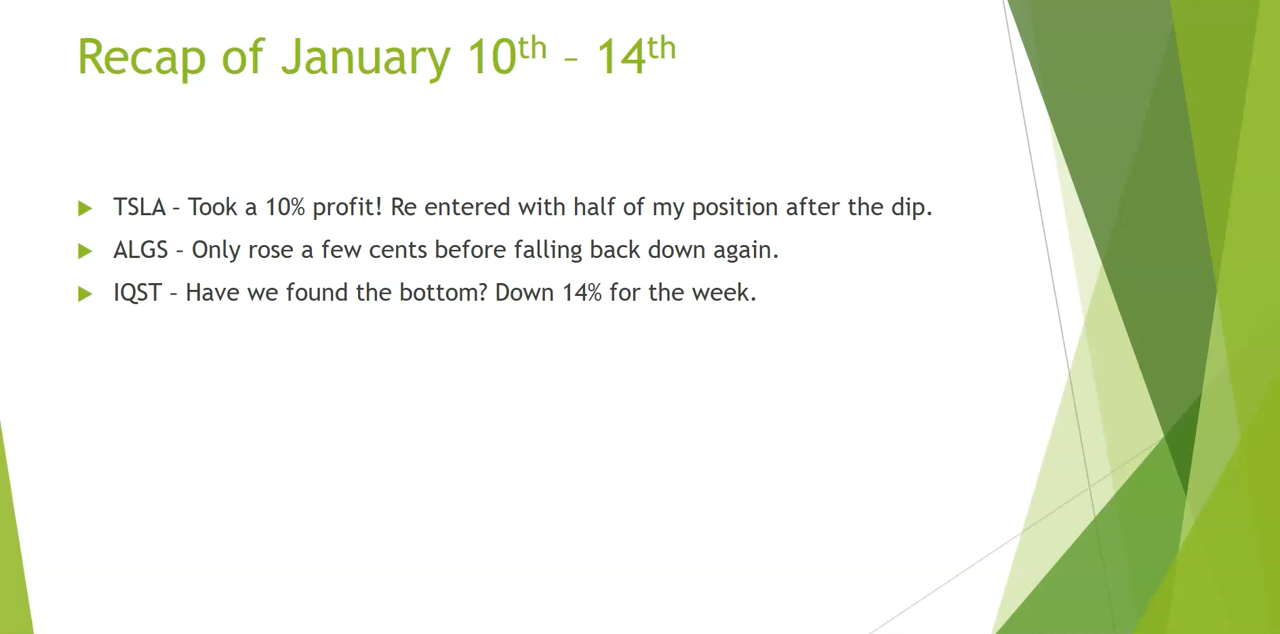 Recap of January 10th – 14th
TSLA – Took a 10% profit! Re entered with half of my position after the dip.
ALGS – Only rose a few cents before falling back down again.
IQST – Have we found the bottom? Down 14% for the week.